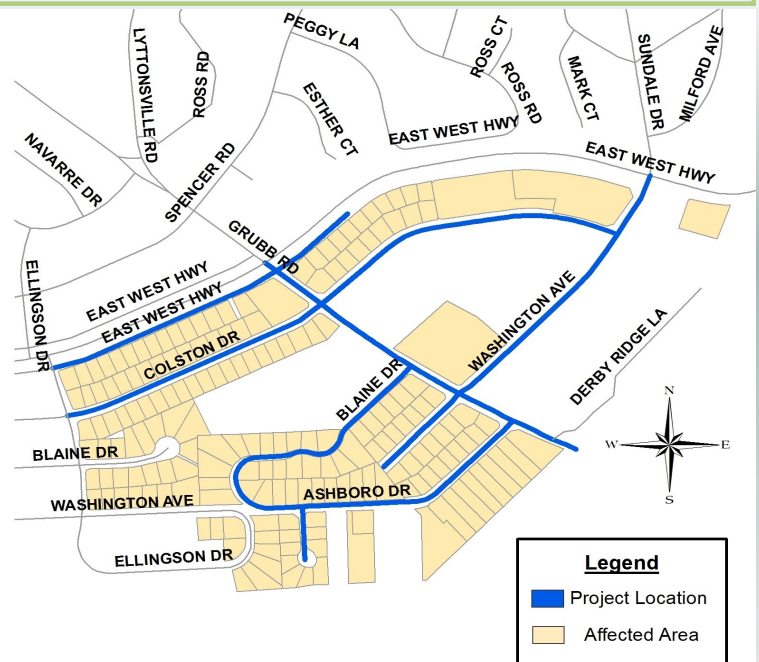 PEGGY LA
LYTTONSVILLE RD
ROSS RD
ROSS CT
ROSS RD
MARK CT
SUNDALE DR
MILFORD AVE
ESTHER CT
EAST WEST HWY
EAST WEST HWY
NAVARRE DR
SPENCER RD
GRUBB RD
ELLINGSON DR
EAST WEST HWY
EAST WEST HWY
COLSTON DR
WASHINGTON AVE
DERBY RIDGE LA
BLAINE DR
N
W
E
S
BLAINE DR
WASHINGTON AVE
ASHBORO DR
ELLINGSON DR
Legend
Project Location
Affected Area